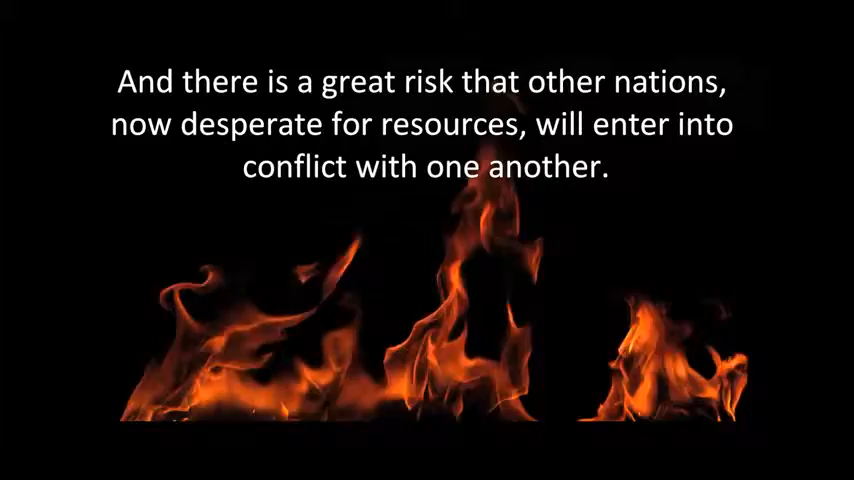 And there is a great risk that other nations,
now desperate for resources, will enter into
conflict with one another.